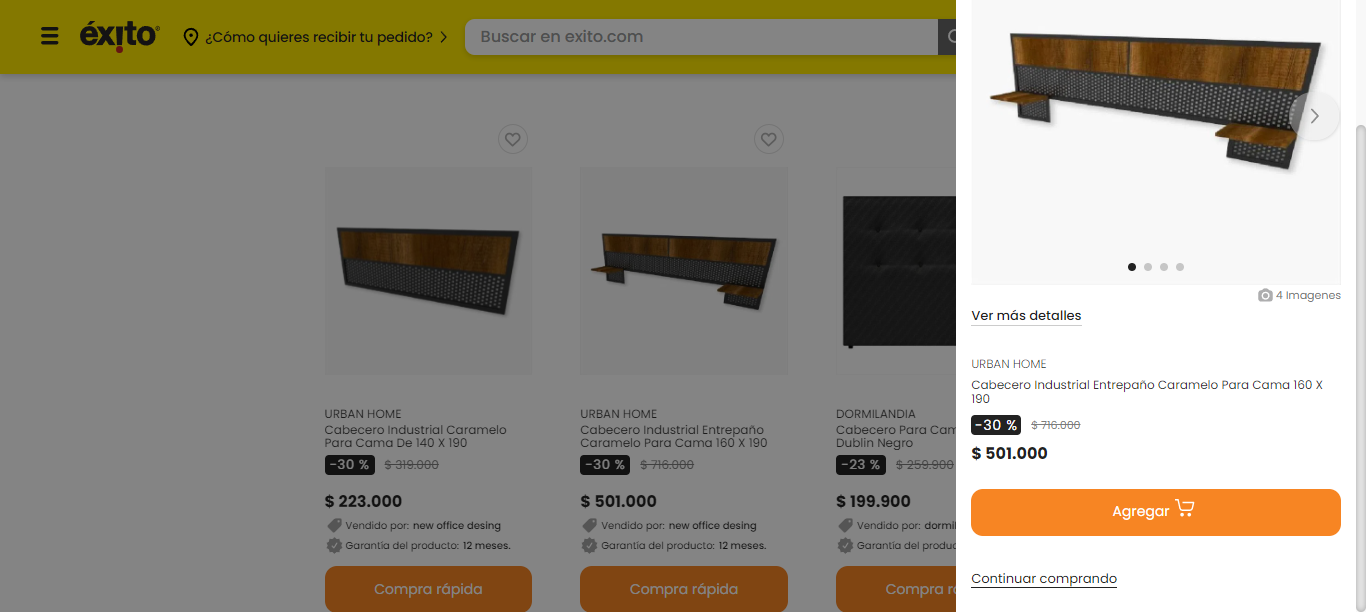 éxito
¿Cómo quieres recibir tu pedido?
Buscar en exito.com
URBAN HOME
Cabecero Industrial Caramelo
Para Cama De 140 X 190
-30 % $ 319.000
$ 223.000
Vendido por: new office desing
Garantía del producto: 12 meses.
Compra rápida
URBAN HOME
Cabecero Industrial Entrepaño
Caramelo Para Cama 160 X 190
-30 % $ 716.000
$ 501.000
Vendido por: new office desing
Garantía del producto: 12 meses.
Compra rápida
DORMILANDIA
Cabecero Para Cam
Dublin Negro
-23 % $ 259.900
$ 199.900
Vendido por: dormil
Garantía del produc
Compra rá
4 Imagenes
Ver más detalles
URBAN HOME
Cabecero Industrial Entrepaño Caramelo Para Cama 160 X
190
-30 % $ 716.000
$ 501.000
Agregar
Continuar comprando